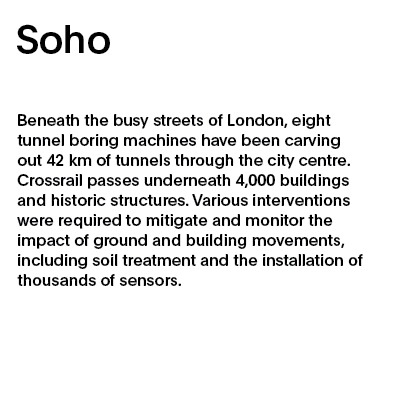 Soho
Beneath the busy streets of London, eight
tunnel boring machines have been carving
out 42 km of tunnels through the city centre.
Crossrail passes underneath 4,000 buildings
and historic structures. Various interventions
were required to mitigate and monitor the
impact of ground and building movements,
including soil treatment and the installation of
thousands of sensors.